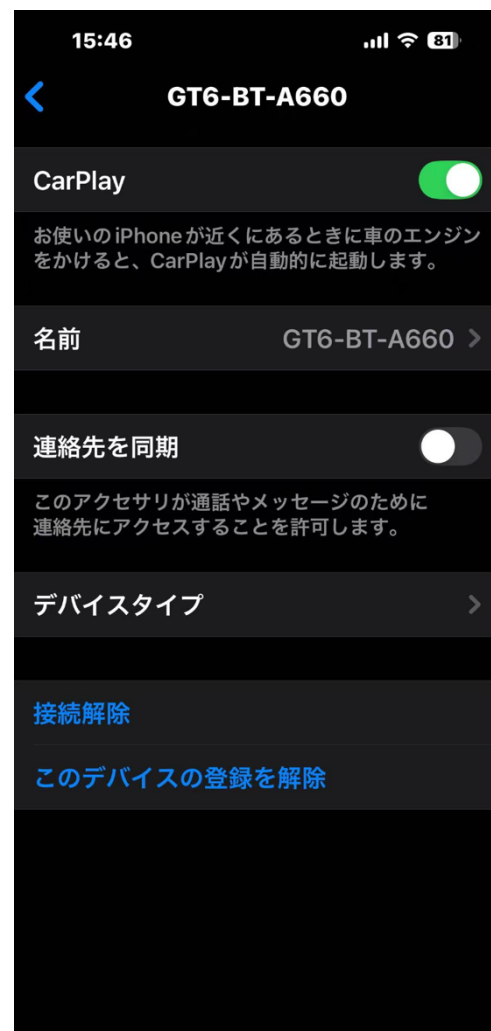 15:46
81
GT6-BT-A660
CarPlay
お使いのiPhoneが近くにあるときに車のエンジン
をかけると、CarPlayが自動的に起動します。
名前 GT6-BT-A660
連絡先を同期
このアクセサリが通話やメッセージのために
連絡先にアクセスすることを許可します。
デバイスタイプ
接続解除
このデバイスの登録を解除